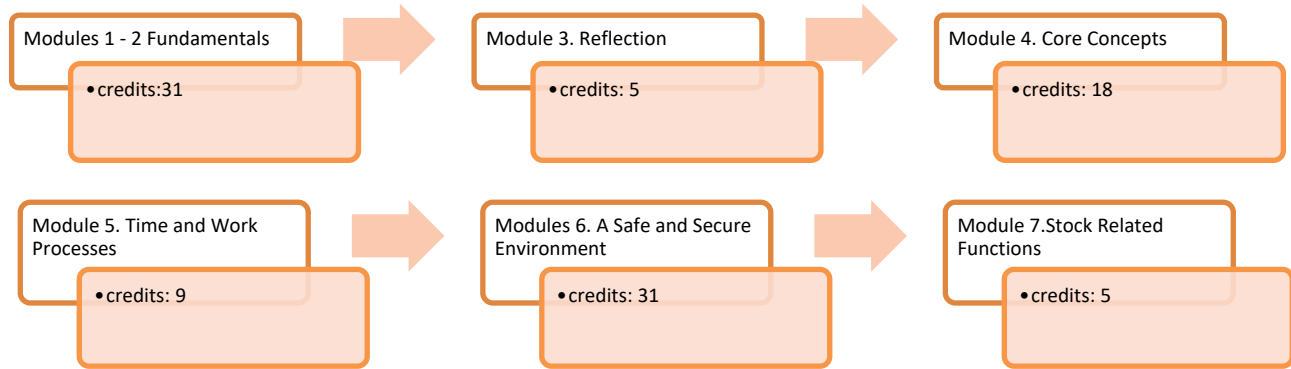 Modules 1 - 2 Fundamentals
•credits:31
Module 3. Reflection
•credits: 5
Module 4. Core Concepts
•credits: 18
Module 5. Time and Work
Processes
•credits: 9
Modules 6. A Safe and Secure
Environment
•credits: 31
Module 7.Stock Related
Functions
•credits: 5